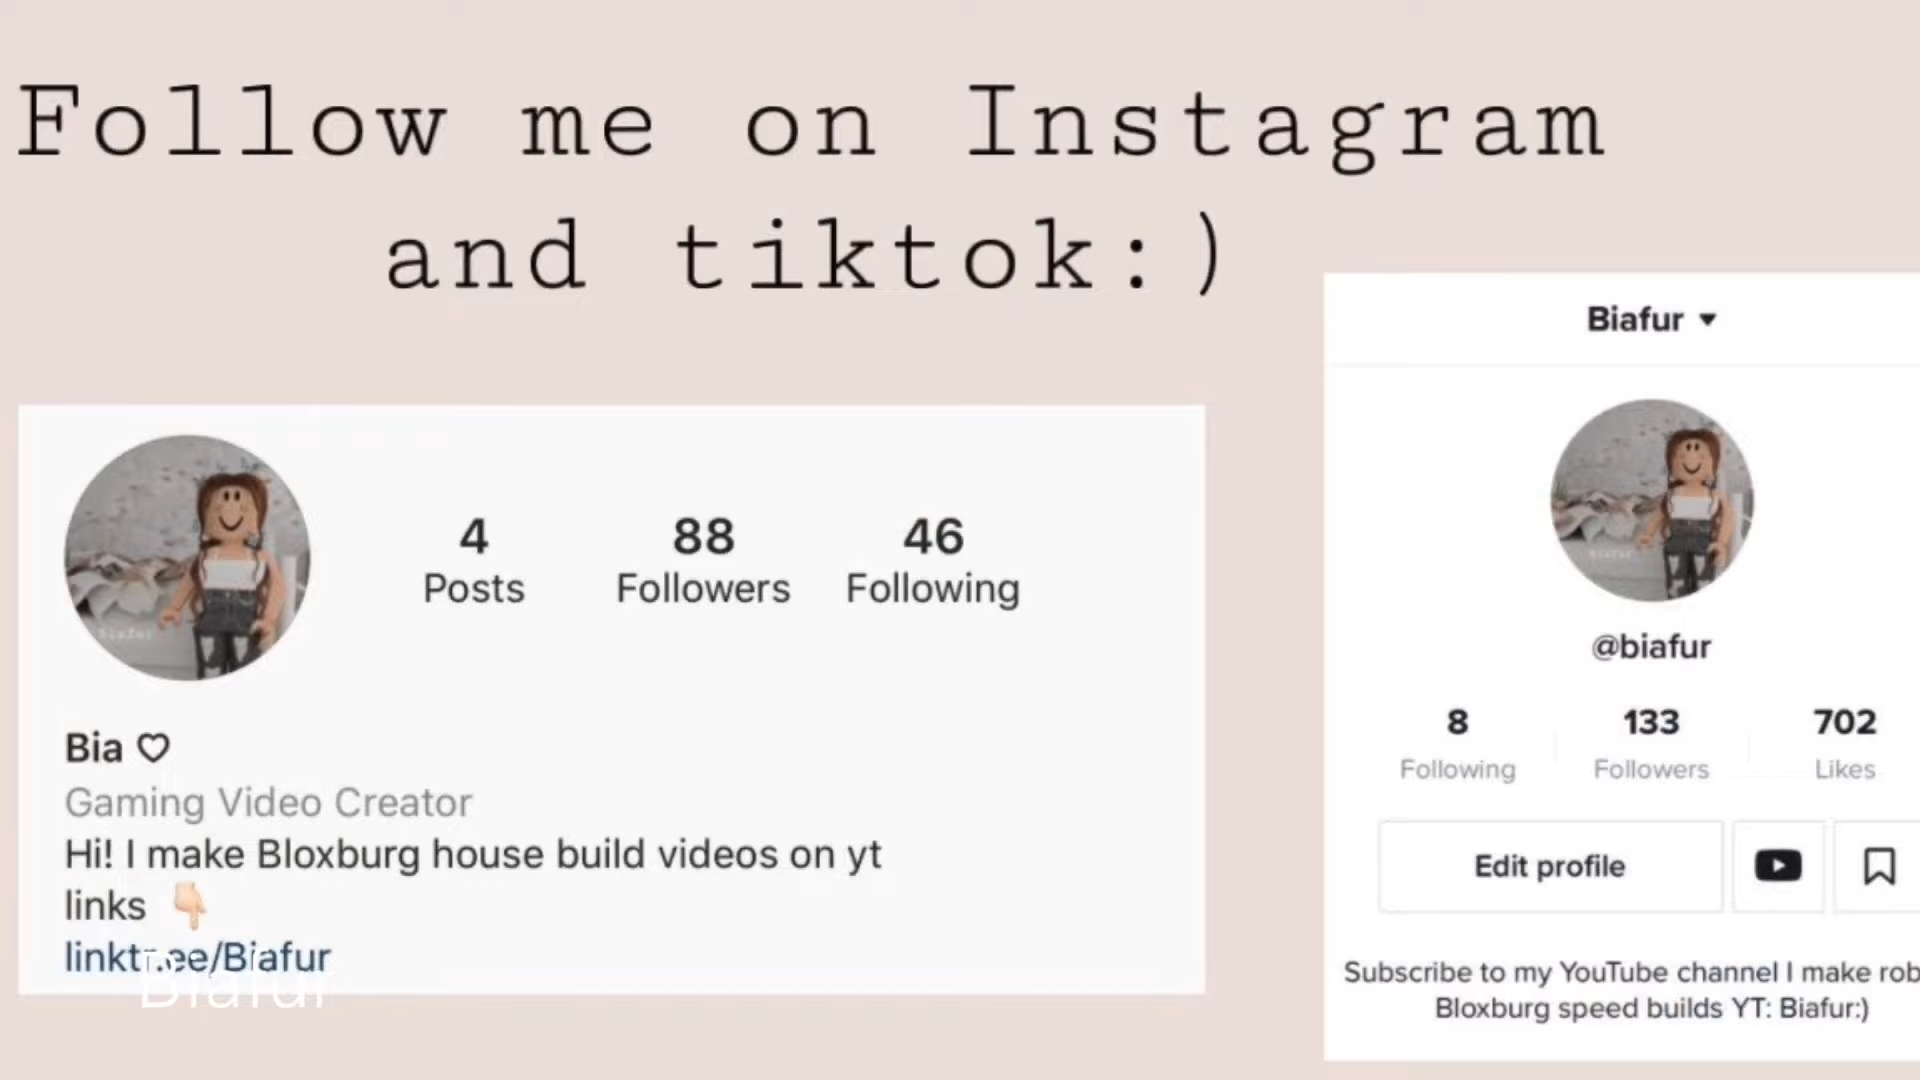 Follow me on Instagram
and tiktok:)
4
Posts
88
Followers
46
Following
Bia ♡
Gaming Video Creator
Hi! I make Bloxburg house build videos on yt
links 👇🏻
linktr.ee/Biafur
Biafur
Biafur
Biafur ▼
Biafur
@biafur
8
Following
133
Followers
702
Likes
Edit profile
Subscribe to my YouTube channel I make rob
Bloxburg speed builds YT: Biafur:)